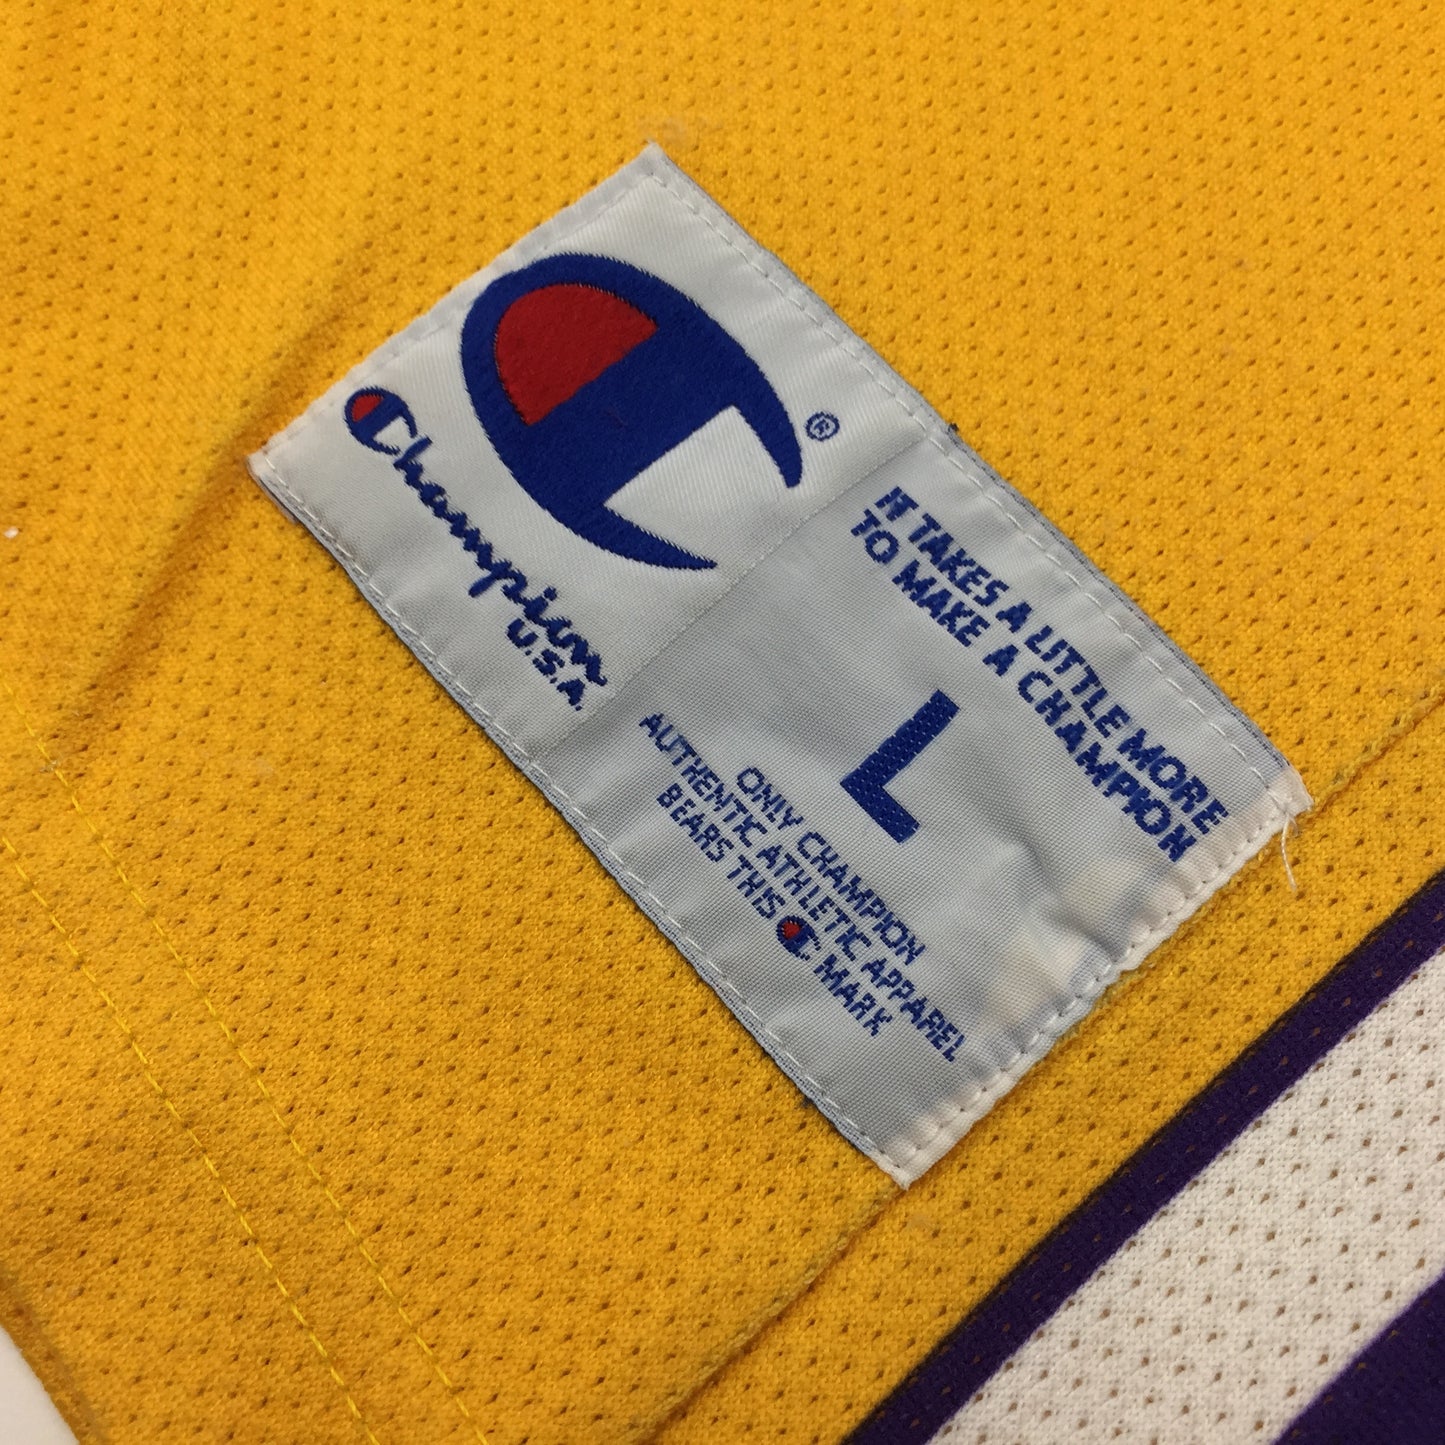 ®
Champion
U.S.A.
IT TAKES A LITTLE MORE
TO MAKE A CHAMPION
L
ONLY CHAMPION
AUTHENTIC ATHLETIC APPAREL
BEARS THIS C MARK